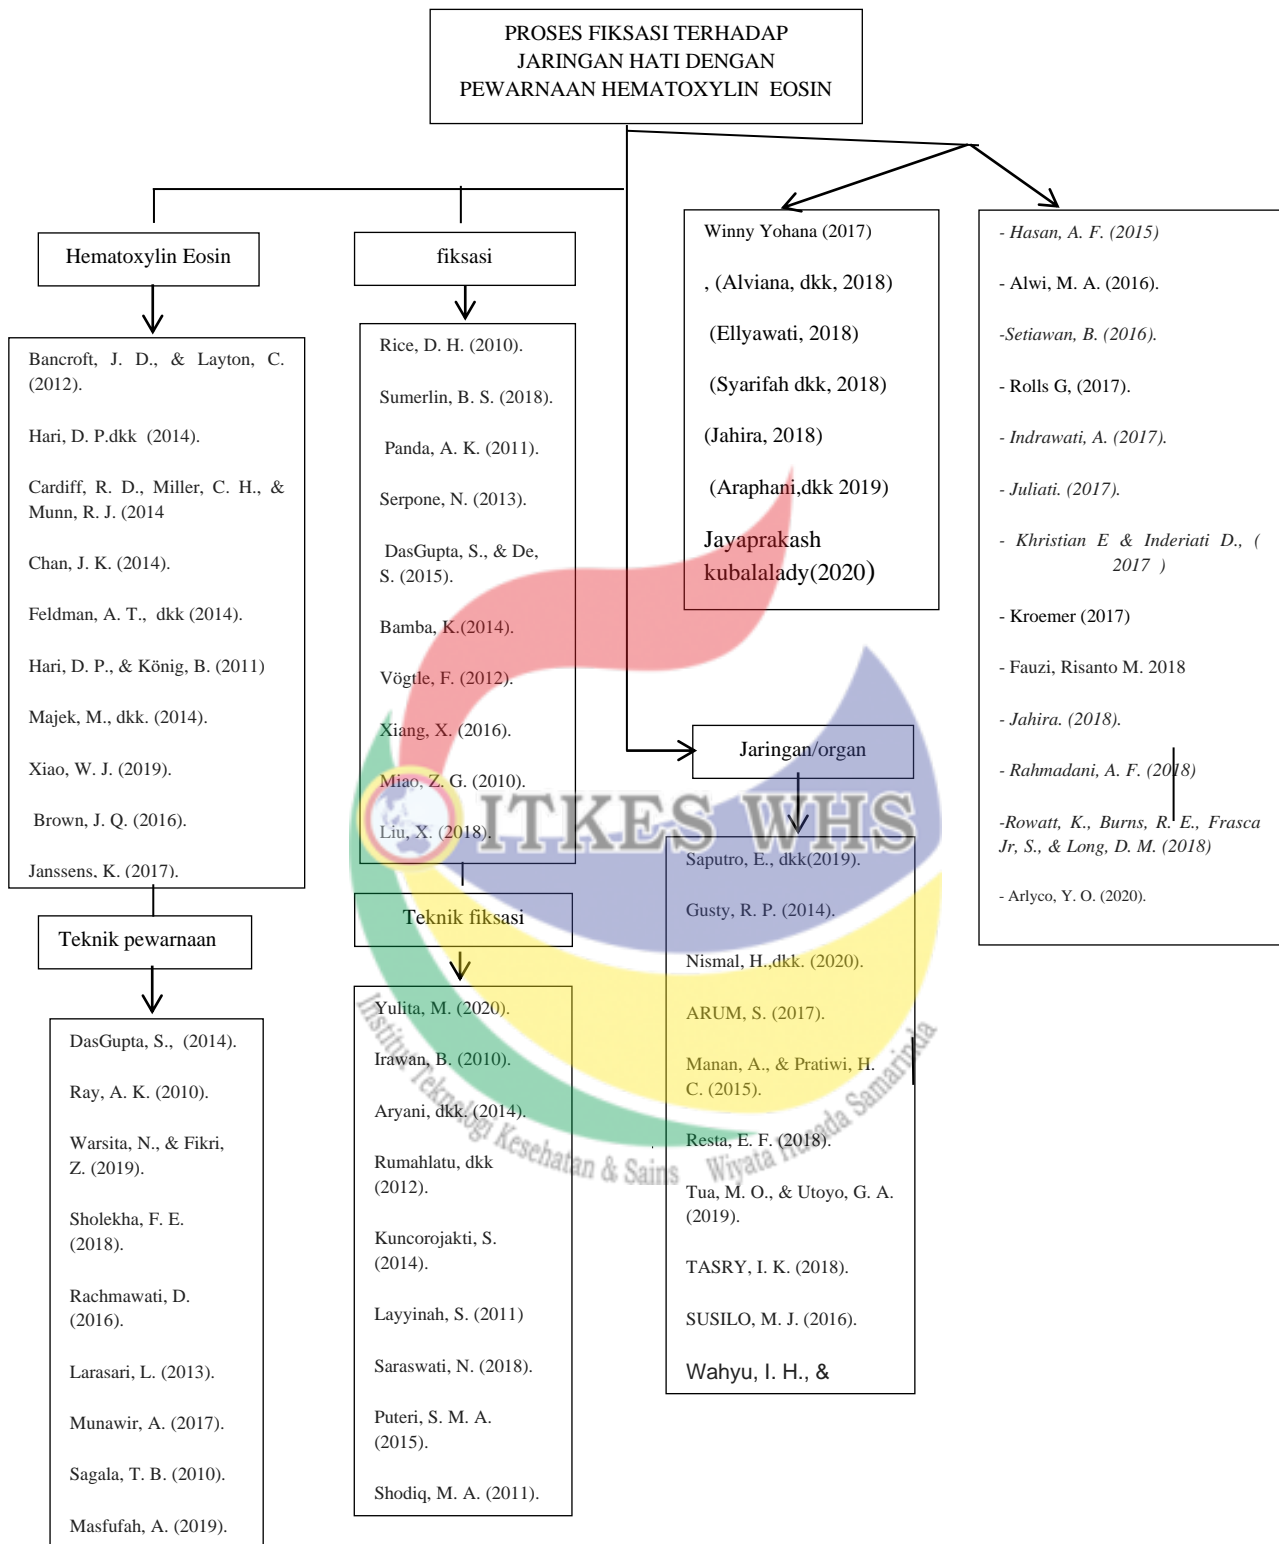 PROSES FIKSASI TERHADAP
JARINGAN HATI DENGAN
PEWARNAAN HEMATOXYLIN EOSIN
Hematoxylin Eosin
Bancroft, J. D., & Layton, C.
(2012).
Hari, D. P.dkk (2014).
Cardiff, R. D., Miller, C. H., &
Munn, R. J. (2014
Chan, J. K. (2014).
Feldman, A. T., dkk (2014).
Hari, D. P., & König, B. (2011)
Majek, M., dkk. (2014).
Xiao, W. J. (2019).
Brown, J. Q. (2016).
Janssens, K. (2017).
Teknik pewarnaan
DasGupta, S., (2014).
Ray, A. K. (2010).
Warsita, N., & Fikri,
Z. (2019).
Sholekha, F. E.
(2018).
Rachmawati, D.
(2016).
Larasari, L. (2013).
Munawir, A. (2017).
Sagala, T. B. (2010).
Masfufah, A. (2019).
fiksasi
Rice, D. H. (2010).
Sumerlin, B. S. (2018).
Panda, A. K. (2011).
Serpone, N. (2013).
DasGupta, S., & De,
S. (2015).
Bamba, K.(2014).
Vögtle, F. (2012).
Xiang, X. (2016).
Miao, Z. G. (2010).
Liu, X. (2018).
Teknik fiksasi
Yulita, M. (2020).
Irawan, B. (2010).
Aryani, dkk. (2014).
Rumahlatu, dkk
(2012).
Kuncorojakti, S.
(2014).
Layyinah, S. (2011)
Saraswati, N. (2018).
Puteri, S. M. A.
(2015).
Shodiq, M. A. (2011).
Winny Yohana (2017)
, (Alviana, dkk, 2018)
(Ellyawati, 2018)
(Syarifah dkk, 2018)
(Jahira, 2018)
(Araphani,dkk 2019)
Jayaprakash
kubalalady(2020)
Jaringan/organ
Saputro, E., dkk(2019).
Gusty, R. P. (2014).
Nismal, H.,dkk. (2020).
ARUM, S. (2017).
Manan, A., & Pratiwi, H.
C. (2015).
Resta, E. F. (2018).
Tua, M. O., & Utoyo, G. A.
(2019).
TASRY, I. K. (2018).
SUSILO, M. J. (2016).
Wahyu, I. H., &
- Hasan, A. F. (2015)
- Alwi, M. A. (2016).
-Setiawan, B. (2016).
- Rolls G, (2017).
- Indrawati, A. (2017).
- Juliati. (2017).
- Khristian E & Inderiati D., (
2017 )
- Kroemer (2017)
- Fauzi, Risanto M. 2018
- Jahira. (2018).
- Rahmadani, A. F. (2018)
-Rowatt, K., Burns, R. E., Frasca
Jr, S., & Long, D. M. (2018)
- Arlyco, Y. O. (2020).
ITKES WHS
Institut Teknologi Kesehatan & Sains Wiyata Husada Samarinda